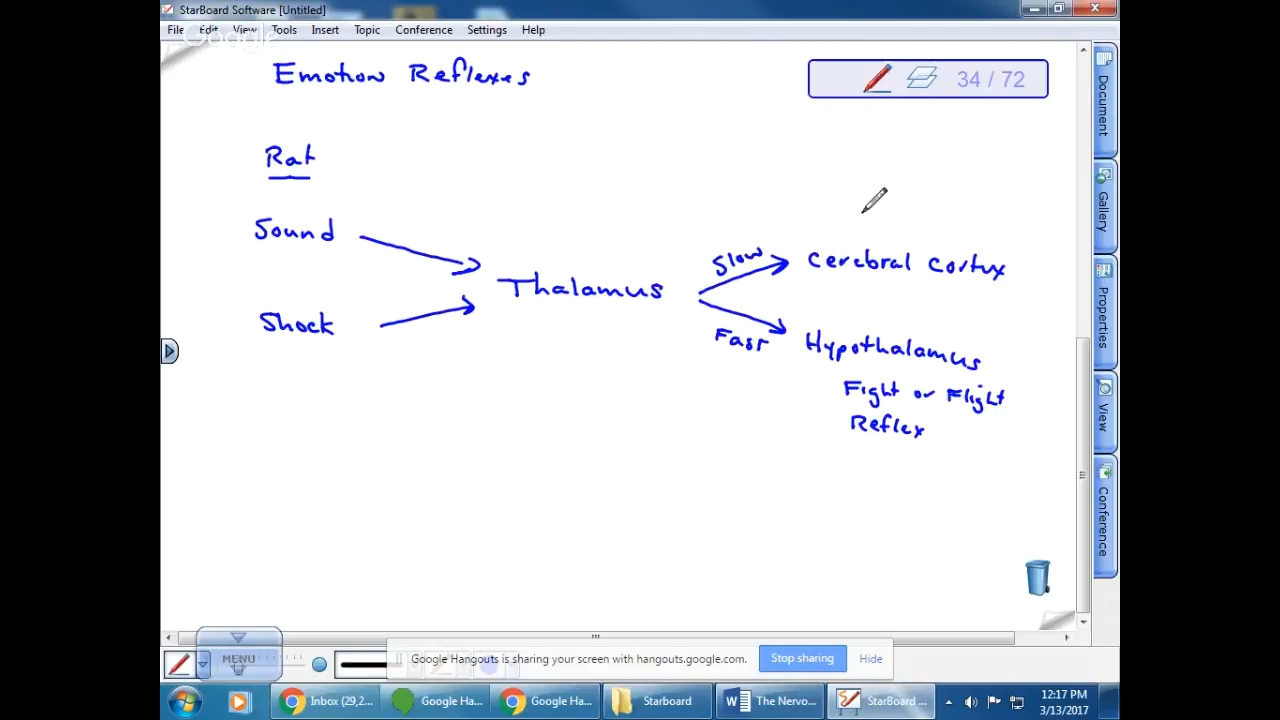 StarBoard Software [Untitled]
File Edit View Tools Insert Topic Conference Settings Help
Google
Emotion Reflexes
34 / 72
Rat
Sound
Shock
Thalamus
Slow
Cerebral Cortex
Fast
Hypothalamus
Fight or Flight
Reflex
Document
Gallery
Properties
View
Conference
MENU
Google Hangouts is sharing your screen with hangouts.google.com.
Stop sharing
Hide
Inbox (29,2...
Google Ha...
Google Ha...
Starboard
The Nervo...
StarBoard ...
12:17 PM
3/13/2017